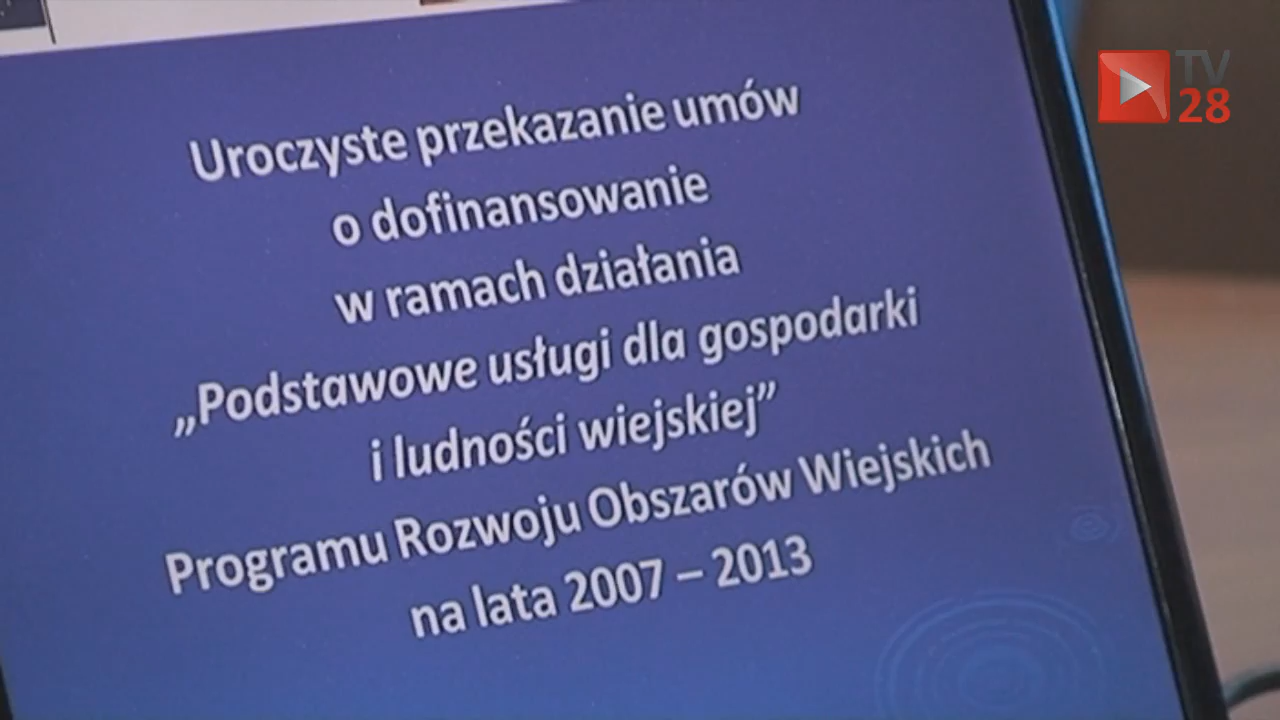 Uroczyste przekazanie umów
o dofinansowanie
w ramach działania
„Podstawowe usługi dla gospodarki
i ludności wiejskiej”
Programu Rozwoju Obszarów Wiejskich
na lata 2007 – 2013
TV
28